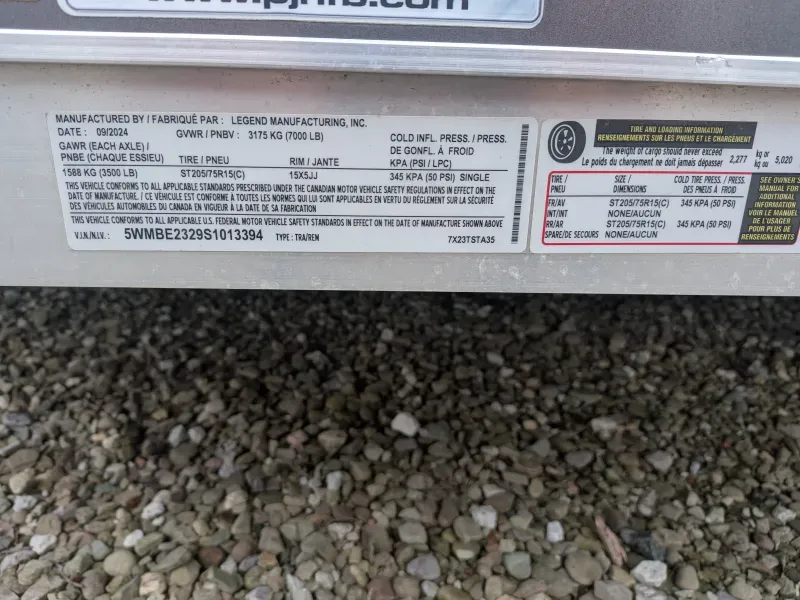 MANUFACTURED BY / FABRIQUÉ PAR : LEGEND MANUFACTURING, INC.
DATE : 09/2024 GVWR / PNBV : 3175 KG (7000 LB)
COLD INFL. PRESS. / PRESS.
GAWR (EACH AXLE) / DE GONFL. À FROID
PNBE (CHAQUE ESSIEU) TIRE / PNEU RIM / JANTE KPA (PSI / LPC)
1588 KG (3500 LB) ST205/75R15(C) 15X5JJ 345 KPA (50 PSI) SINGLE
THIS VEHICLE CONFORMS TO ALL APPLICABLE STANDARDS PRESCRIBED UNDER THE CANADIAN MOTOR VEHICLE SAFETY REGULATIONS IN EFFECT ON THE
DATE OF MANUFACTURE. / CE VÉHICULE EST CONFORME À TOUTES LES NORMES QUI LUI SONT APPLICABLES EN VERTU DU RÈGLEMENT SUR LA SÉCURITÉ
DES VÉHICULES AUTOMOBILES DU CANADA EN VIGUEUR À LA DATE DE SA FABRICATION
THIS VEHICLE CONFORMS TO ALL APPLICABLE U.S. FEDERAL MOTOR VEHICLE SAFETY STANDARDS IN EFFECT ON THE DATE OF MANUFACTURE SHOWN ABOVE
V.I.N./N.I.V.: 5WMBE2329S1013394 TYPE : TRA/REM 7X23TSTA35
TIRE AND LOADING INFORMATION
RENSEIGNEMENTS SUR LES PNEUS ET LE CHARGEMENT
The weight of cargo should never exceed
Le poids du chargement ne doit jamais dépasser 2,277 kg or kg ou 5,020
TIRE / SIZE / COLD TIRE PRESS. / PRESS
PNEU DIMENSIONS DES PNEUS À FROID
FR/AV ST205/75R15(C) 345 KPA (50 PSI)
INT/INT NONE/AUCUN
RR/AR ST205/75R15(C) 345 KPA (50 PSI)
SPARE/DE SECOURS NONE/AUCUN
SEE OWNER'S
MANUAL FOR
ADDITIONAL
INFORMATION
VOIR LE MANUEL
DE L'USAGER
POUR PLUS DE
RENSEIGNEMENTS